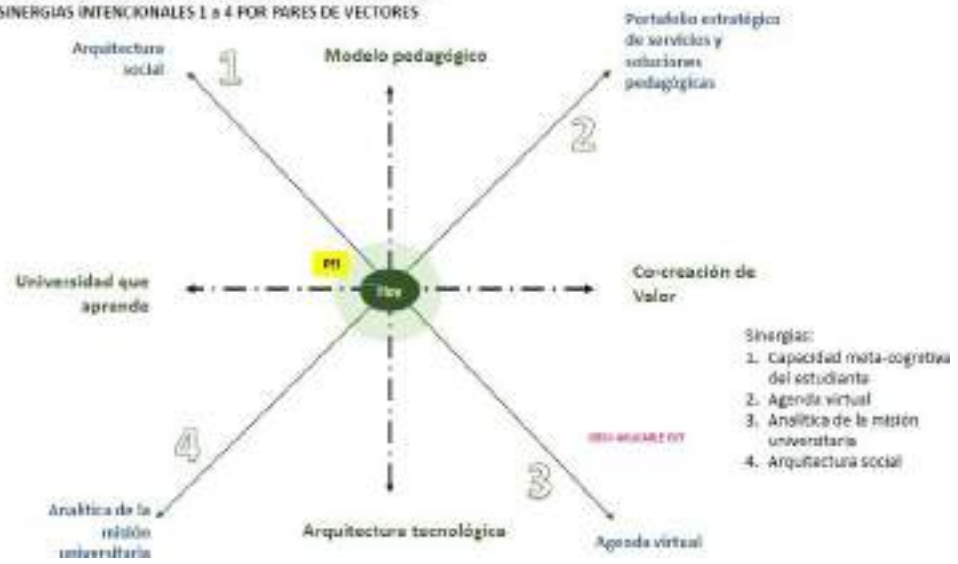 SINERGIAS INTENCIONALES 1 a 4 POR PARES DE VECTORES
Arquitectura
social
1
Modelo pedagógico
Portafolio estratégico
de servicios y
soluciones
pedagógicas
2
PEI
Hoy
Universidad que
aprende
Co-creación de
Valor
Sinergias:
1. Capacidad meta-cognitiva
del estudiante
2. Agenda virtual
3. Analítica de la misión
universitaria
4. Arquitectura social
4
3
Analítica de la
misión
universitaria
Arquitectura tecnológica
Agenda virtual